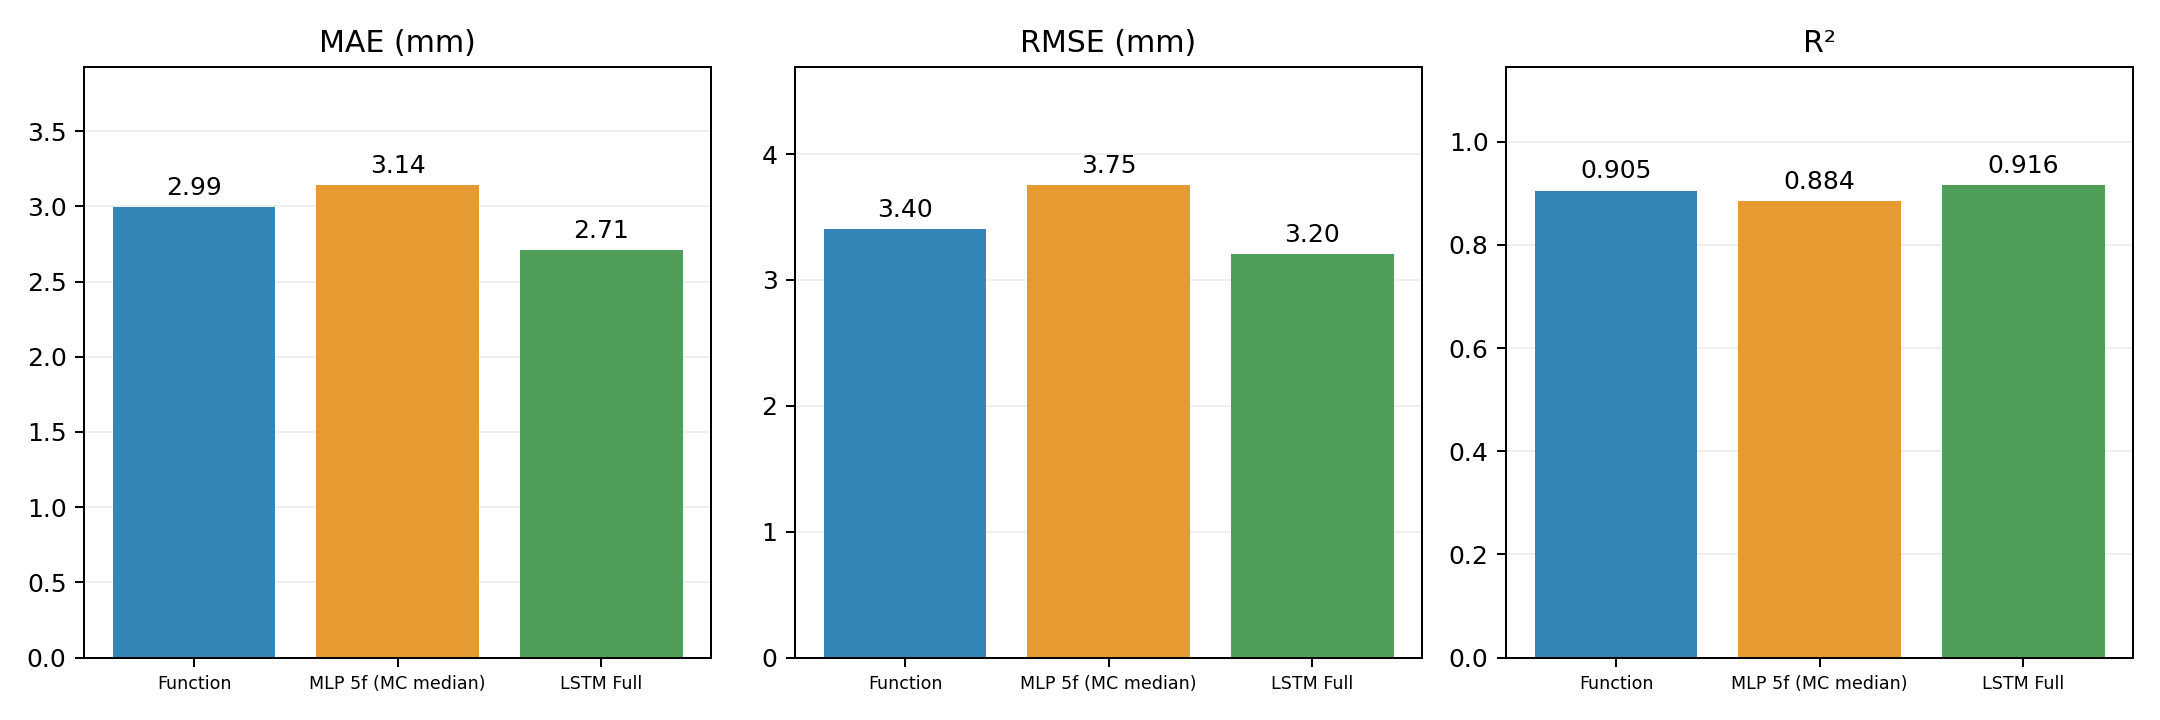 MAE (mm)
3.5
3.0
2.5
2.0
1.5
1.0
0.5
0.0
2.99
3.14
2.71
Function
MLP 5f (MC median)
LSTM Full
RMSE (mm)
4
3
2
1
0
3.40
3.75
3.20
Function
MLP 5f (MC median)
LSTM Full
R²
1.0
0.8
0.6
0.4
0.2
0.0
0.905
0.884
0.916
Function
MLP 5f (MC median)
LSTM Full